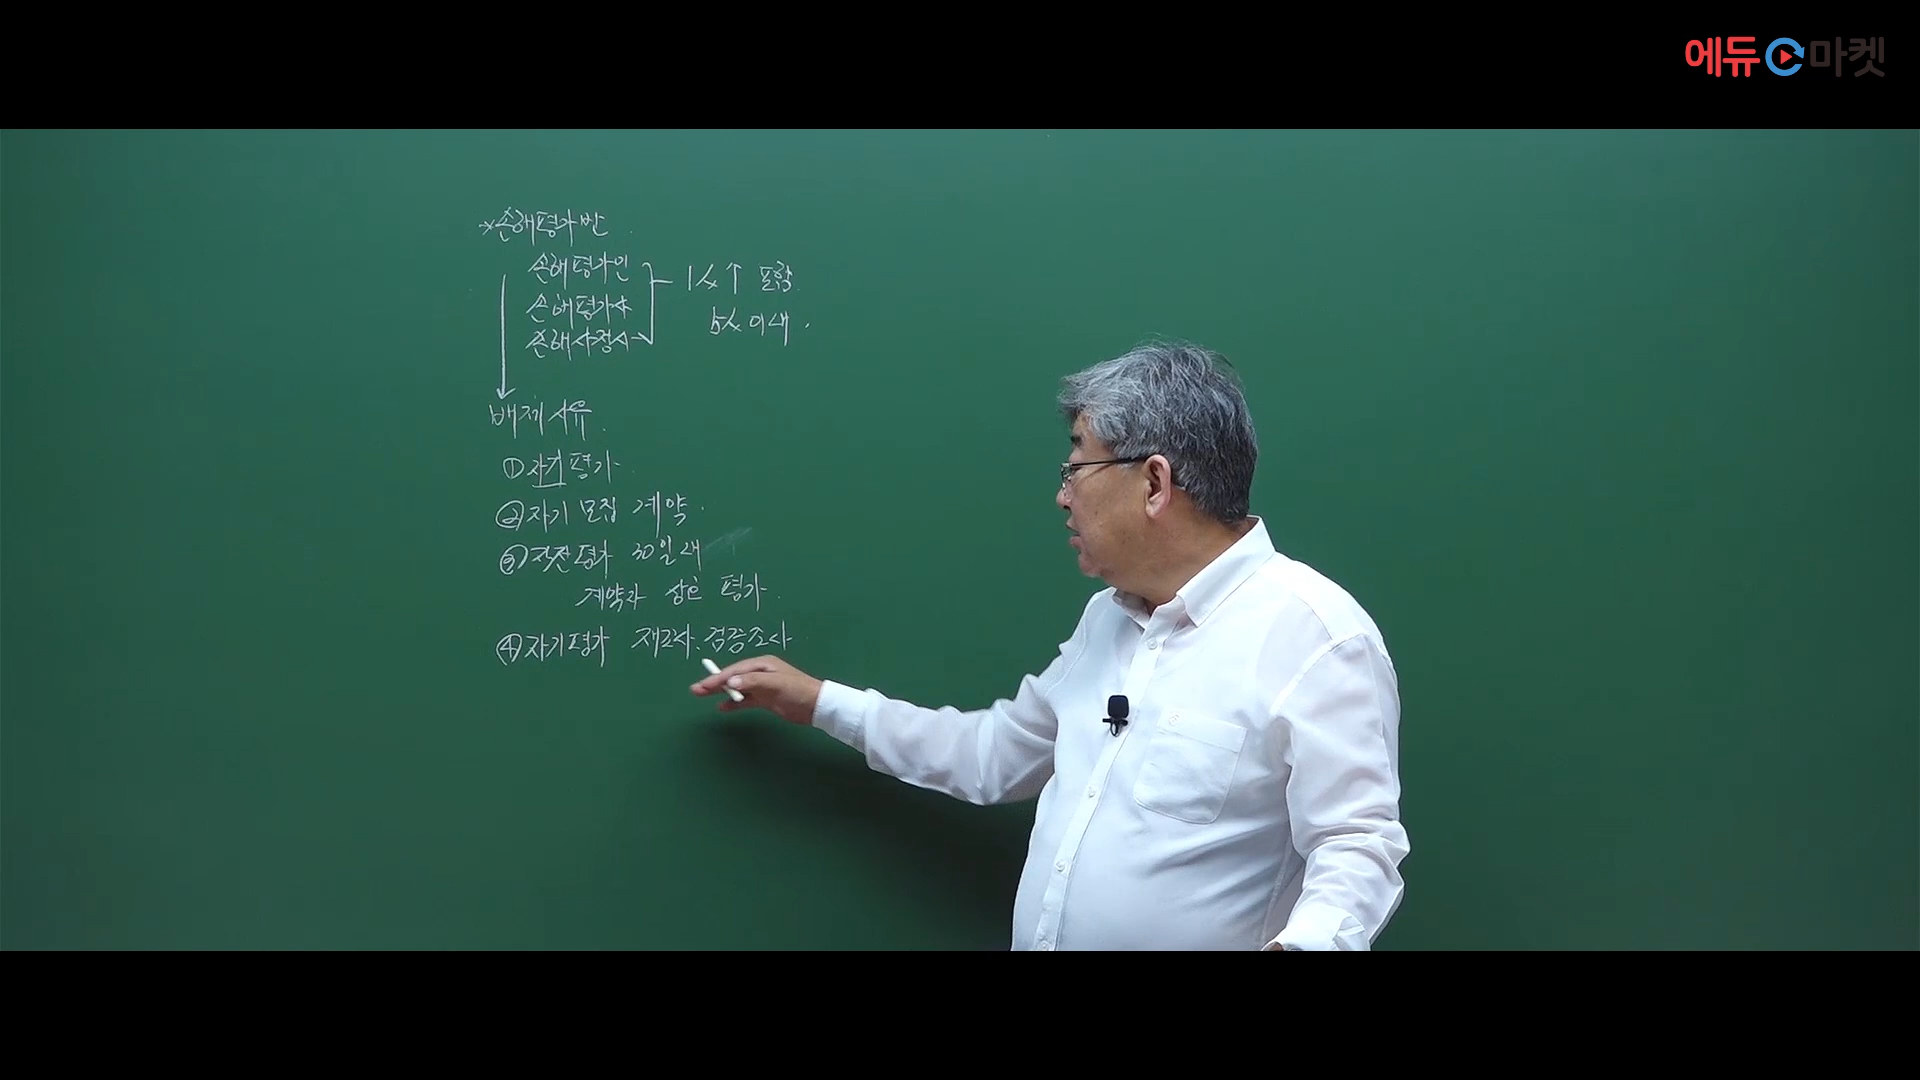 에듀 마켓
*손해평가반
손해평가인
손해평가사
손해사정사
1人↑ 포함.
5人 이내.
배제사유.
① 자기평가
② 자기 모집 계약.
③ 직전평가 30일내
계약자 상호 평가.
④ 자기평가 재조사. 검증조사